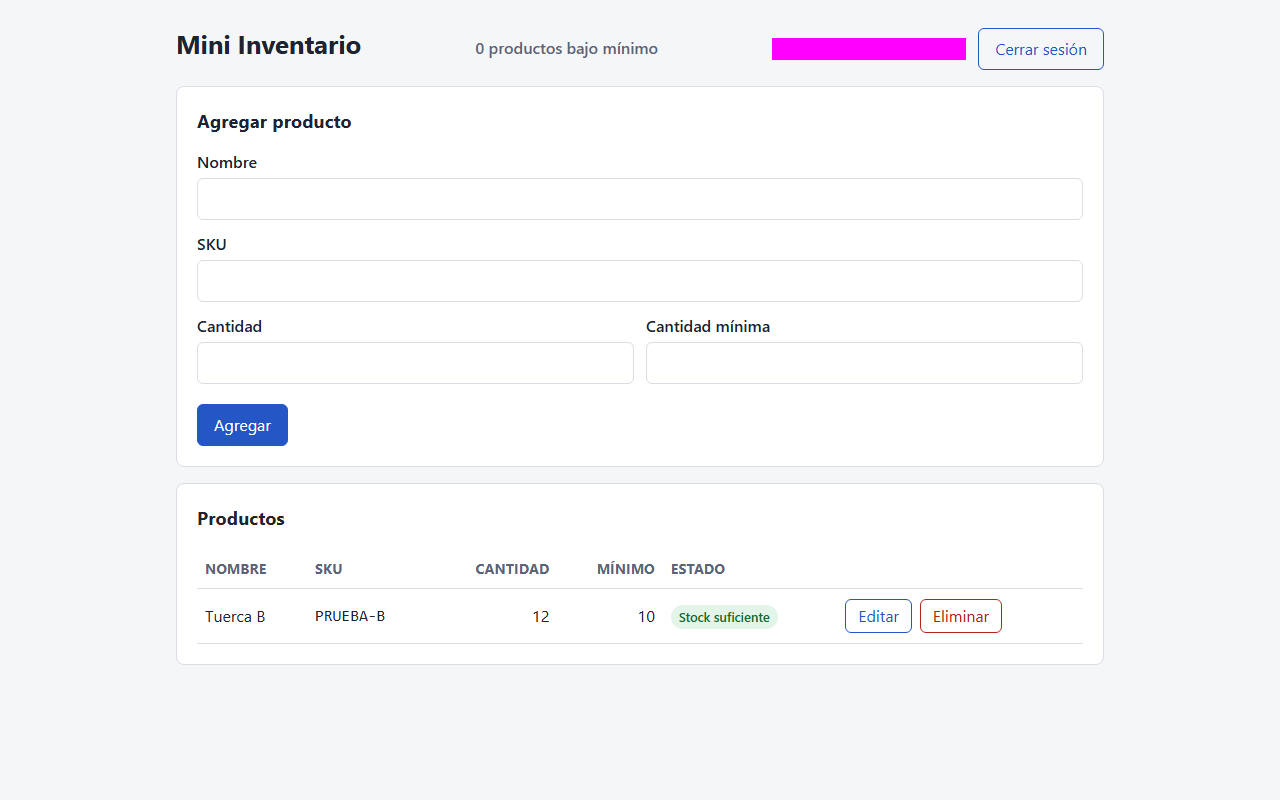 Mini Inventario
0 productos bajo mínimo
Cerrar sesión
Agregar producto
Nombre
SKU
Cantidad Cantidad mínima
Agregar
Productos
NOMBRE SKU CANTIDAD MÍNIMO ESTADO
Tuerca B PRUEBA-B 12 10 Stock suficiente Editar Eliminar